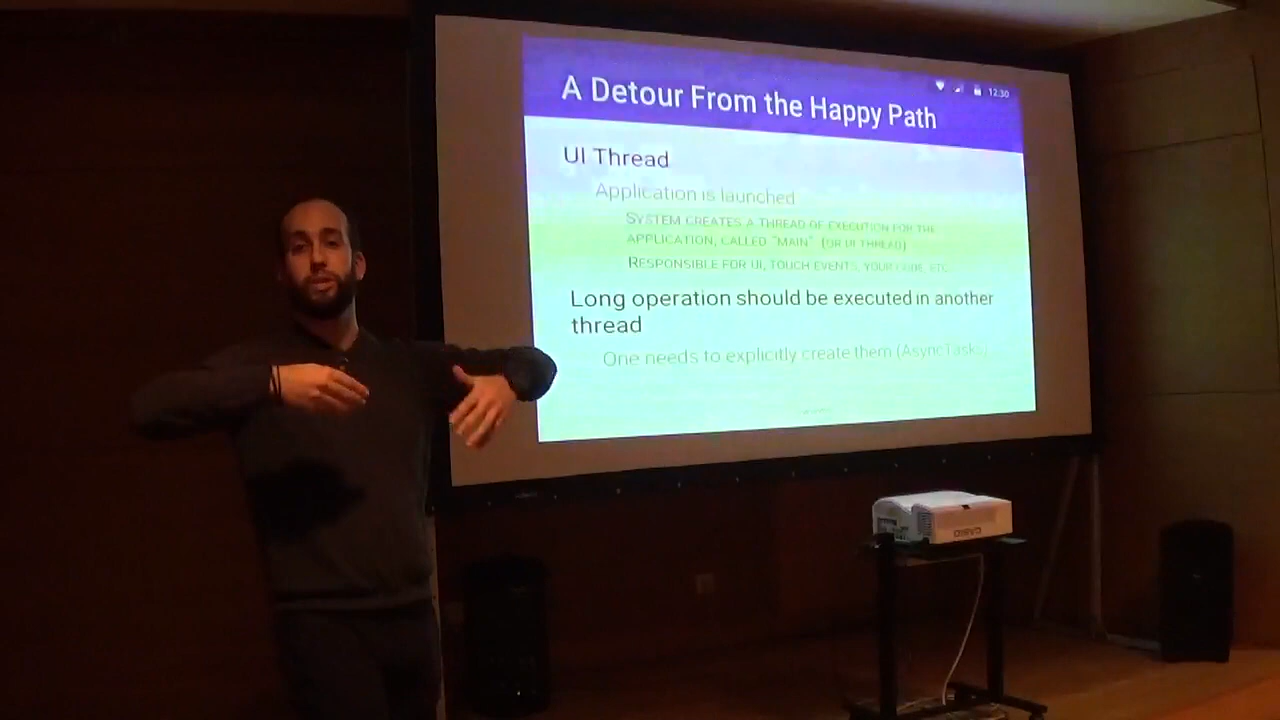 A Detour From the Happy Path
12:30
UI Thread
Application is launched
SYSTEM CREATES A THREAD OF EXECUTION FOR THE
APPLICATION, CALLED "MAIN" (OR UI THREAD)
RESPONSIBLE FOR UI, TOUCH EVENTS, YOUR CODE, ETC
Long operation should be executed in another
thread
One needs to explicitly create them (AsyncTasks)